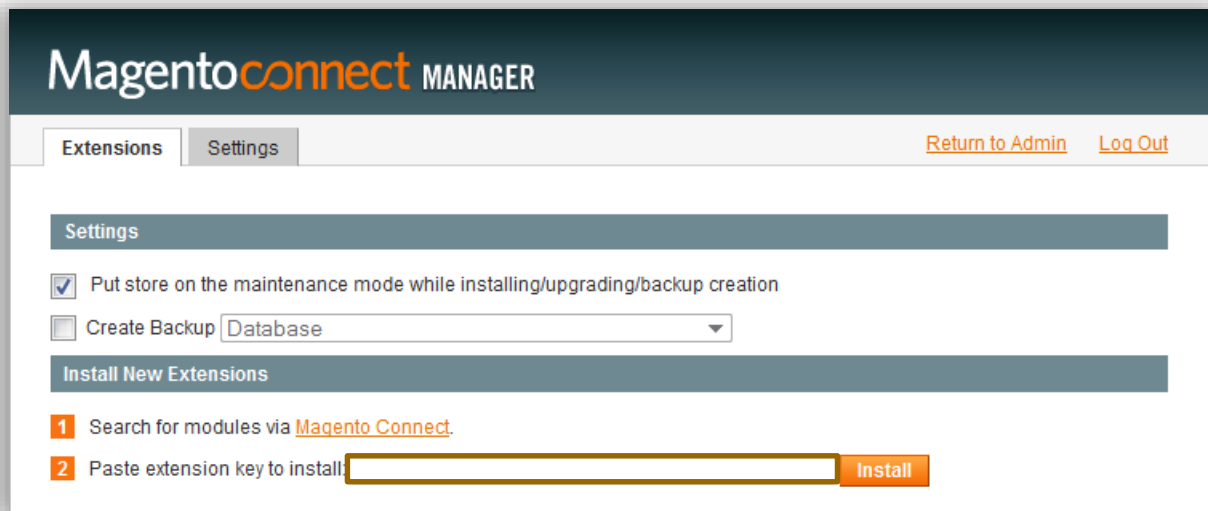 Magentoconnect MANAGER
Extensions Settings Return to Admin Log Out
Settings
Put store on the maintenance mode while installing/upgrading/backup creation
Create Backup Database
Install New Extensions
1 Search for modules via Magento Connect.
2 Paste extension key to install: Install